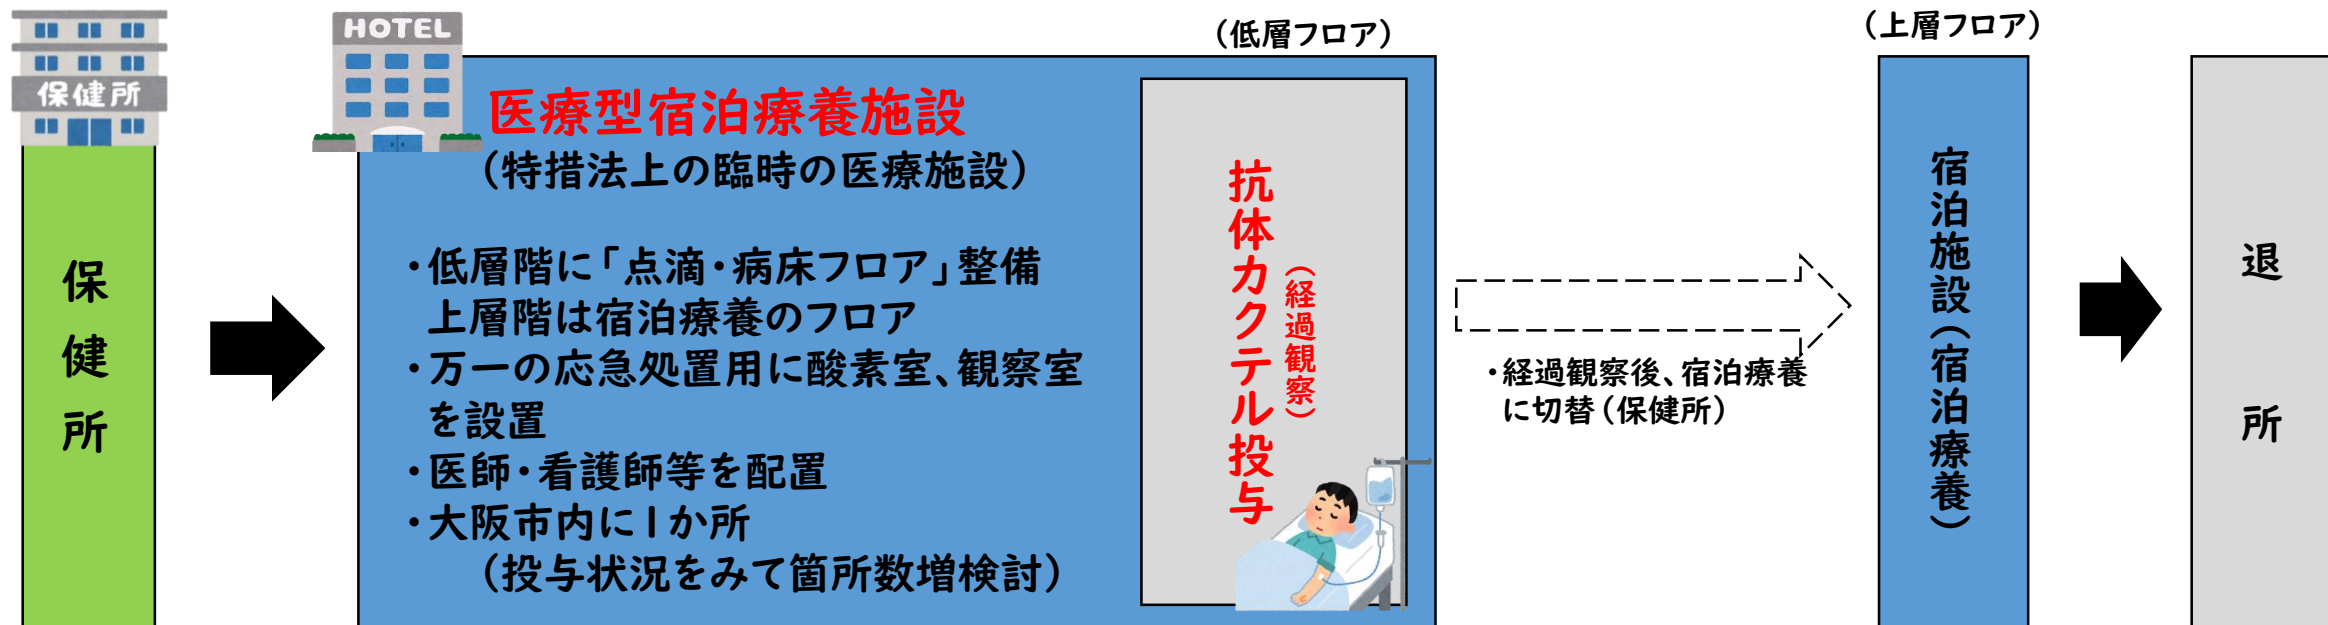 保健所
保健所
HOTEL
医療型宿泊療養施設
（特措法上の臨時の医療施設）
・低層階に「点滴・病床フロア」整備
上層階は宿泊療養のフロア
・万一の応急処置用に酸素室、観察室
を設置
・医師・看護師等を配置
・大阪市内に1か所
（投与状況をみて箇所数増検討）
（低層フロア）
抗体カクテル投与
（経過観察）
・経過観察後、宿泊療養
に切替（保健所）
（上層フロア）
宿泊施設（宿泊療養）
退所